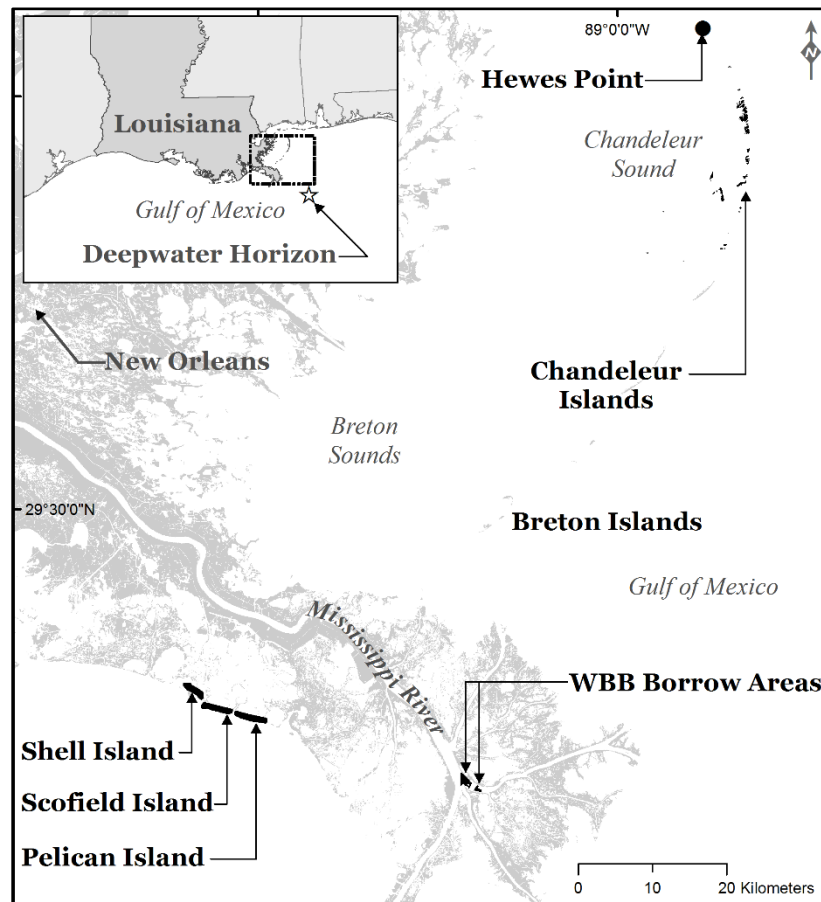 89°0'0"W
N
Hewes Point
Louisiana
Chandeleur
Sound
Gulf of Mexico
Deepwater Horizon
New Orleans
Chandeleur
Islands
Breton
Sounds
29°30'0"N
Breton Islands
Gulf of Mexico
Mississippi River
WBB Borrow Areas
Shell Island
Scofield Island
Pelican Island
0 10 20 Kilometers